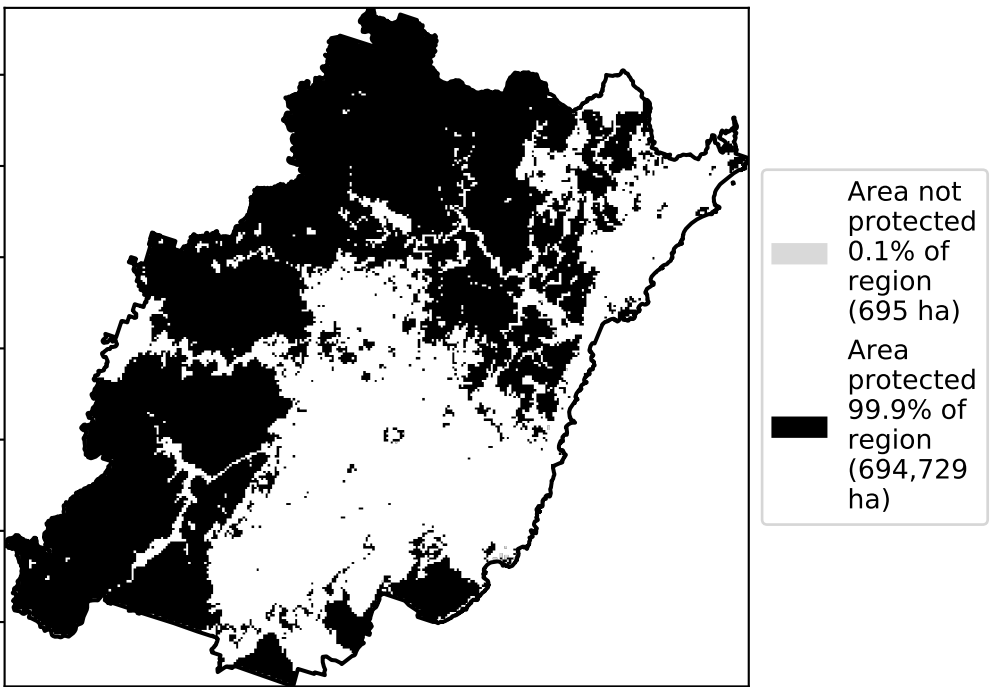 Area not
protected
0.1% of
region
(695 ha)
Area
protected
99.9% of
region
(694,729
ha)